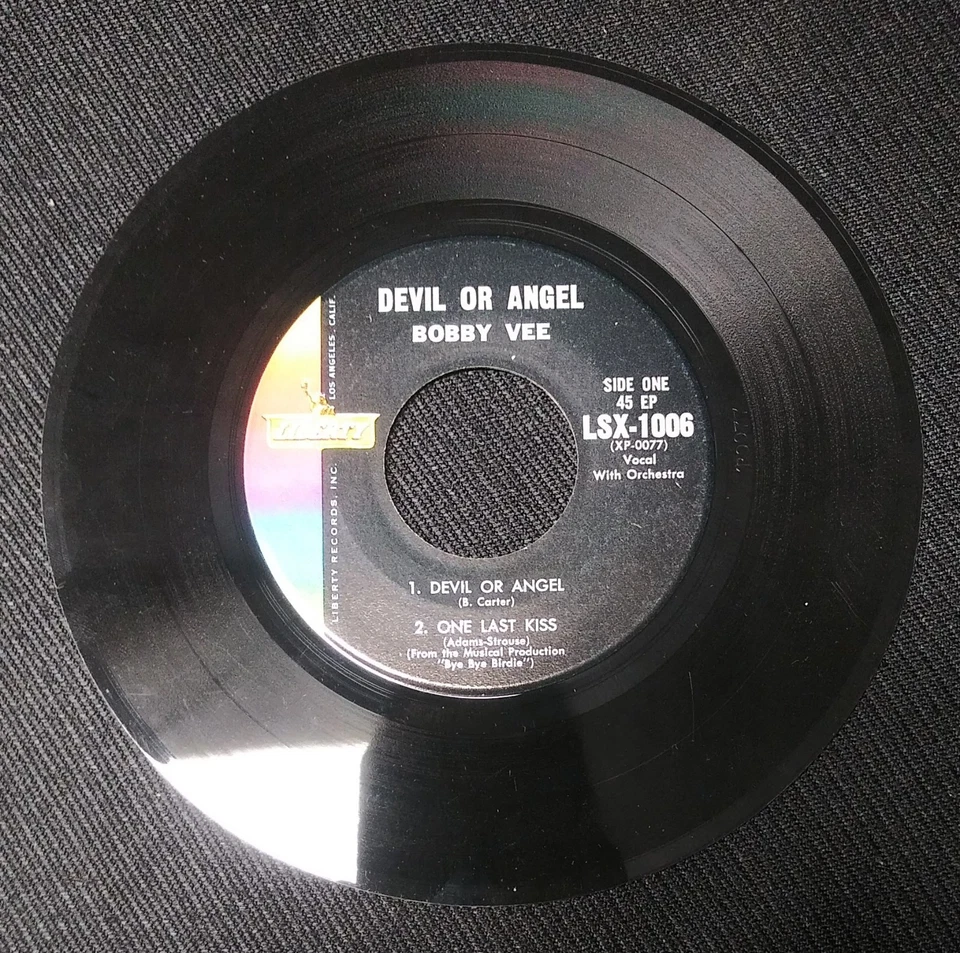 DEVIL OR ANGEL
BOBBY VEE
LIBERTY
LIBERTY RECORDS, INC.
LOS ANGELES, CALIF.
SIDE ONE
45 EP
LSX-1006
(XP-0077)
Vocal
With Orchestra
1. DEVIL OR ANGEL
(B. Carter)
2. ONE LAST KISS
(Adams-Strouse)
(From the Musical Production
"Bye Bye Birdie")